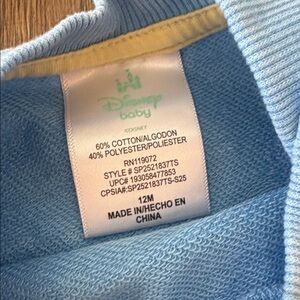 Disney
baby
©DISNEY
60% COTTON/ALGODON
40% POLYESTER/POLIESTER
RN119072
STYLE # SP2521837TS
UPC# 193058477853
CPSIA#:SP2521837TS-S25
12M
MADE IN/HECHO EN
CHINA